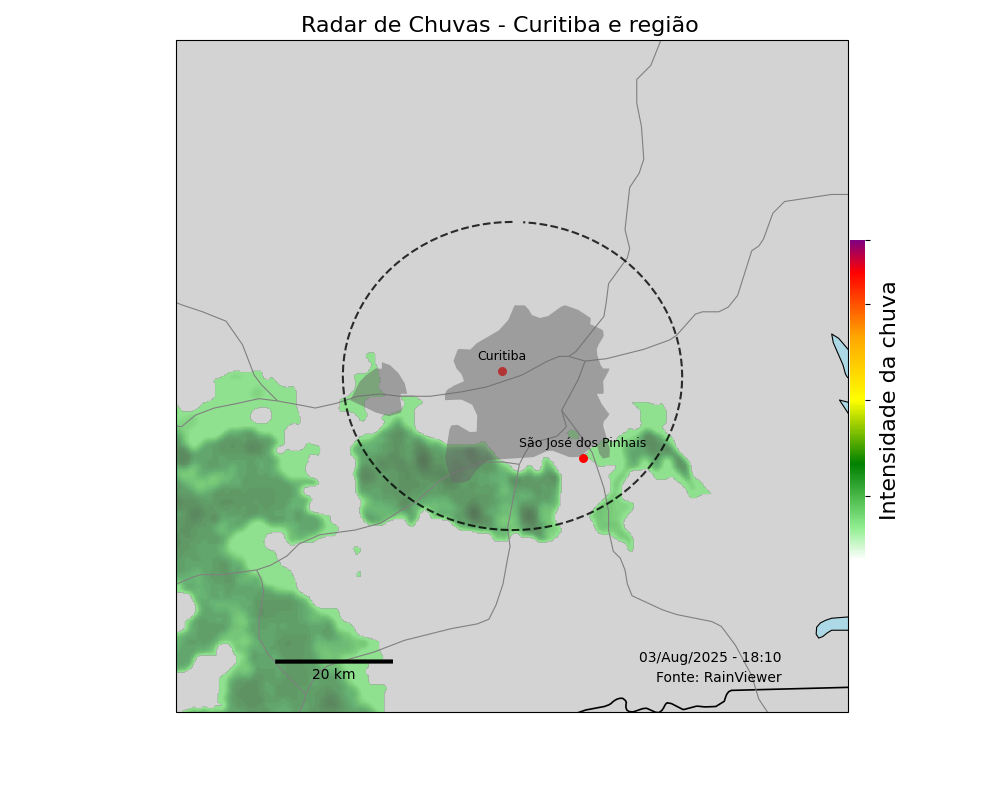 Radar de Chuvas - Curitiba e região
Curitiba
São José dos Pinhais
Intensidade da chuva
03/Aug/2025 - 18:10
20 km
Fonte: RainViewer